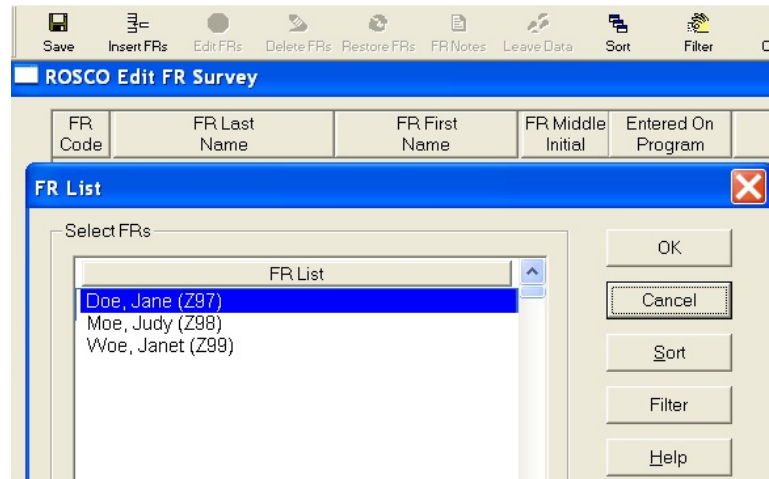 Save Insert FRs Edit FRs Delete FRs Restore FRs FR Notes Leave Data Sort Filter
ROSCO Edit FR Survey
FR Code FR Last Name FR First Name FR Middle Initial Entered On Program
FR List
Select FRs
FR List
Doe, Jane (Z97)
Moe, Judy (Z98)
Woe, Janet (Z99)
OK
Cancel
Sort
Filter
Help